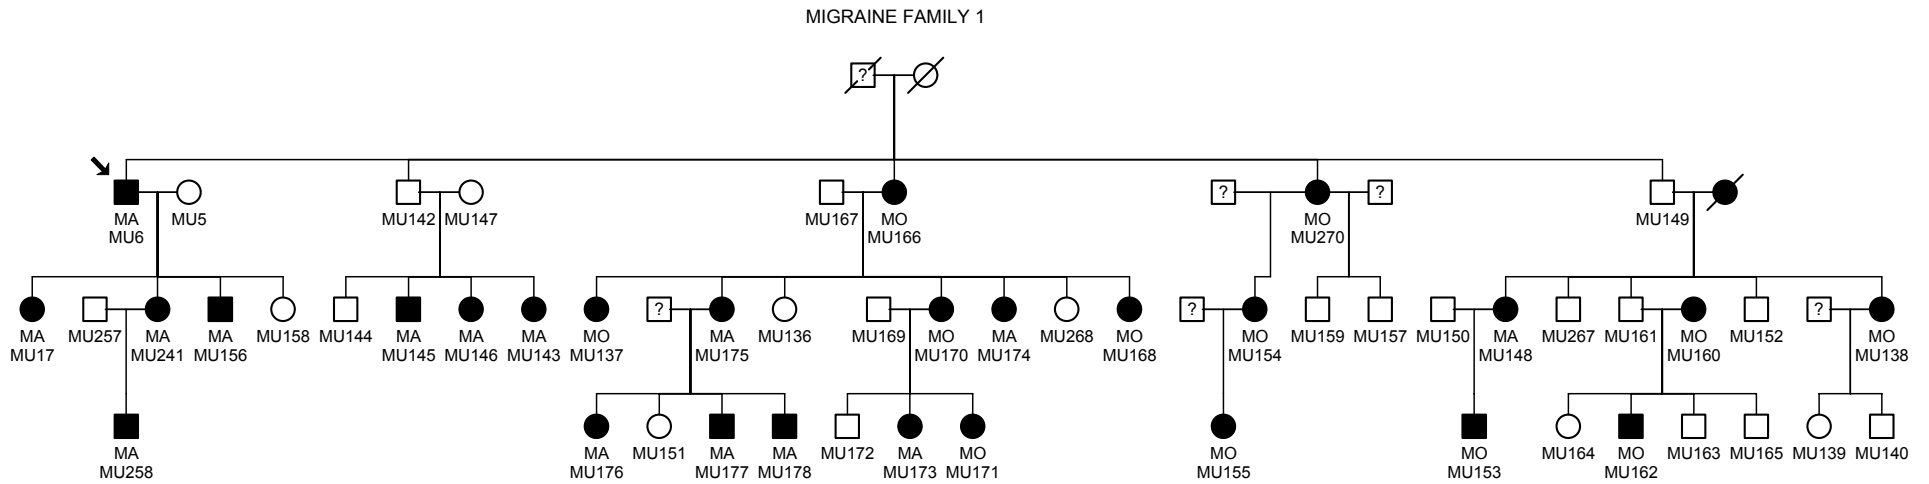 MIGRAINE FAMILY 1
?
? ?
MA MU5 MU142 MU147 MU167 MO MO MU149
MU6 MU166 MU270
? ? ?
MA MU257 MA MA MU158 MU144 MA MA MA MO MA MU136 MU169 MO MA MU268 MO MO MU159 MU157 MU150 MA MU267 MU161 MO MU152 MO
MU17 MU241 MU156 MU145 MU146 MU143 MU137 MU175 MU170 MU174 MU168 MU154 MU148 MU160 MU138
MA MA MU151 MA MA MU172 MA MO MO MO MU164 MO MU163 MU165 MU139 MU140
MU258 MU176 MU177 MU178 MU173 MU171 MU155 MU153 MU162